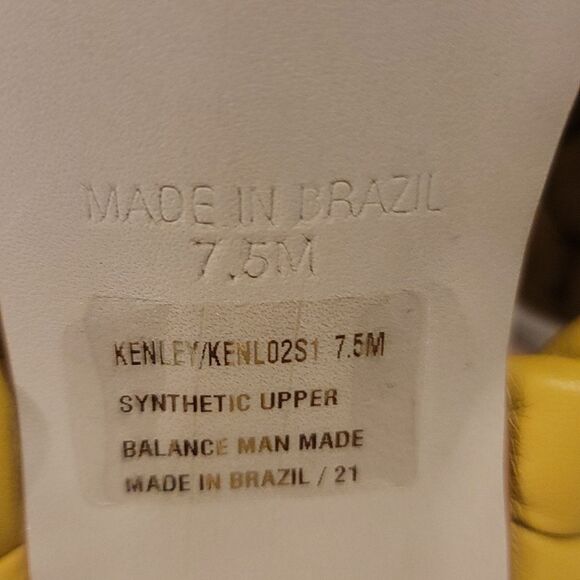 MADE IN BRAZIL
7.5M
KENLEY/KENL02S1 7.5M
SYNTHETIC UPPER
BALANCE MAN MADE
MADE IN BRAZIL / 21